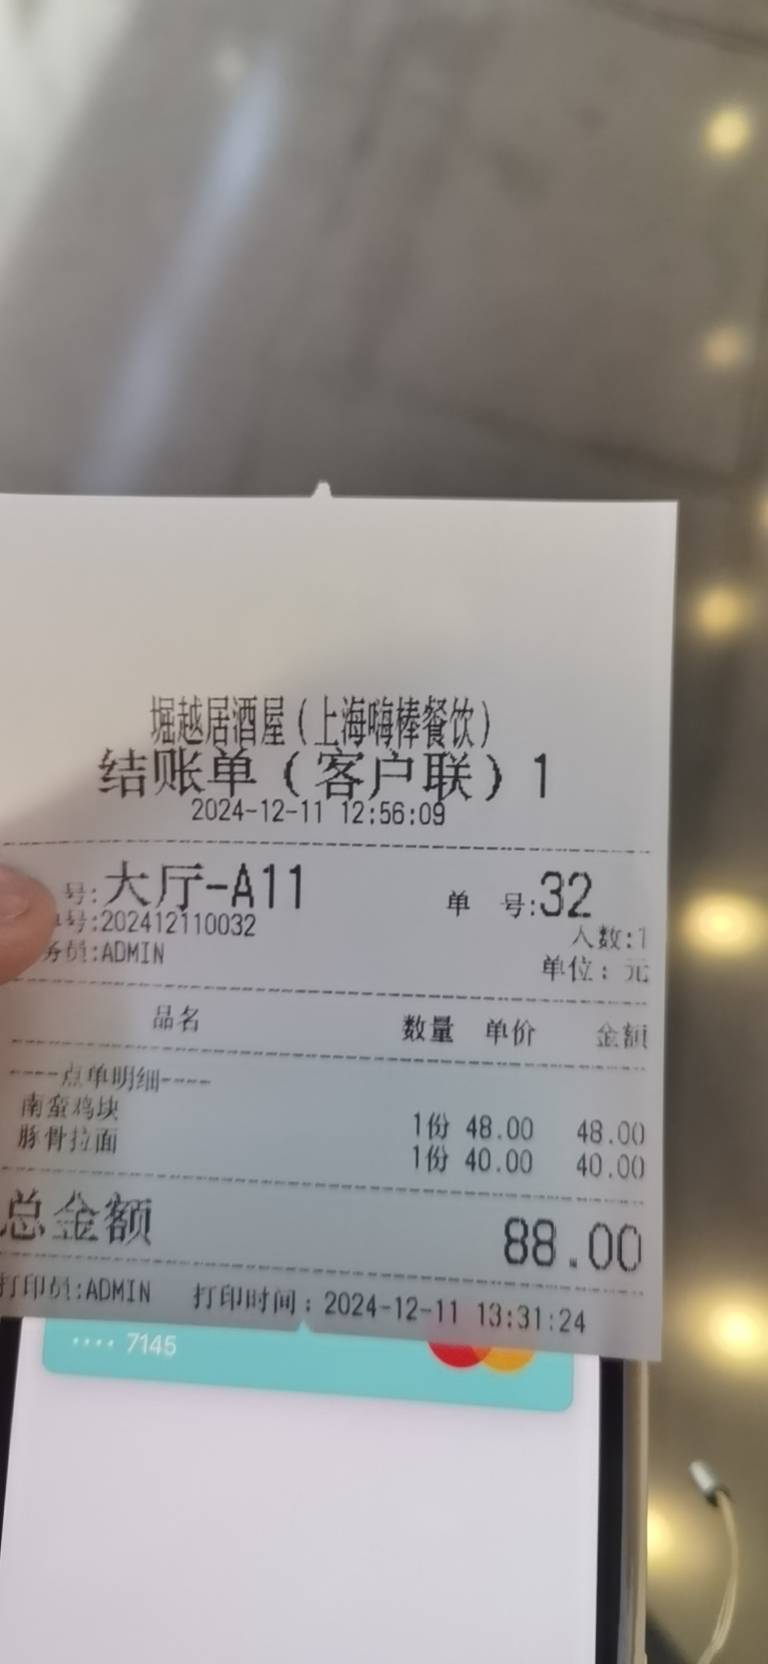 堀越居酒屋(上海嗨棒餐饮)
结账单(客户联)1
2024-12-11 12:56:09
号:大厅-A11 单 号:32
号:202412110032
人数:1
务员:ADMIN
单位:元
品名 数量 单价 金额
----点单明细----
南蛮鸡块 1份 48.00 48.00
豚骨拉面 1份 40.00 40.00
总金额 88.00
打印员:ADMIN 打印时间:2024-12-11 13:31:24
•••• 7145